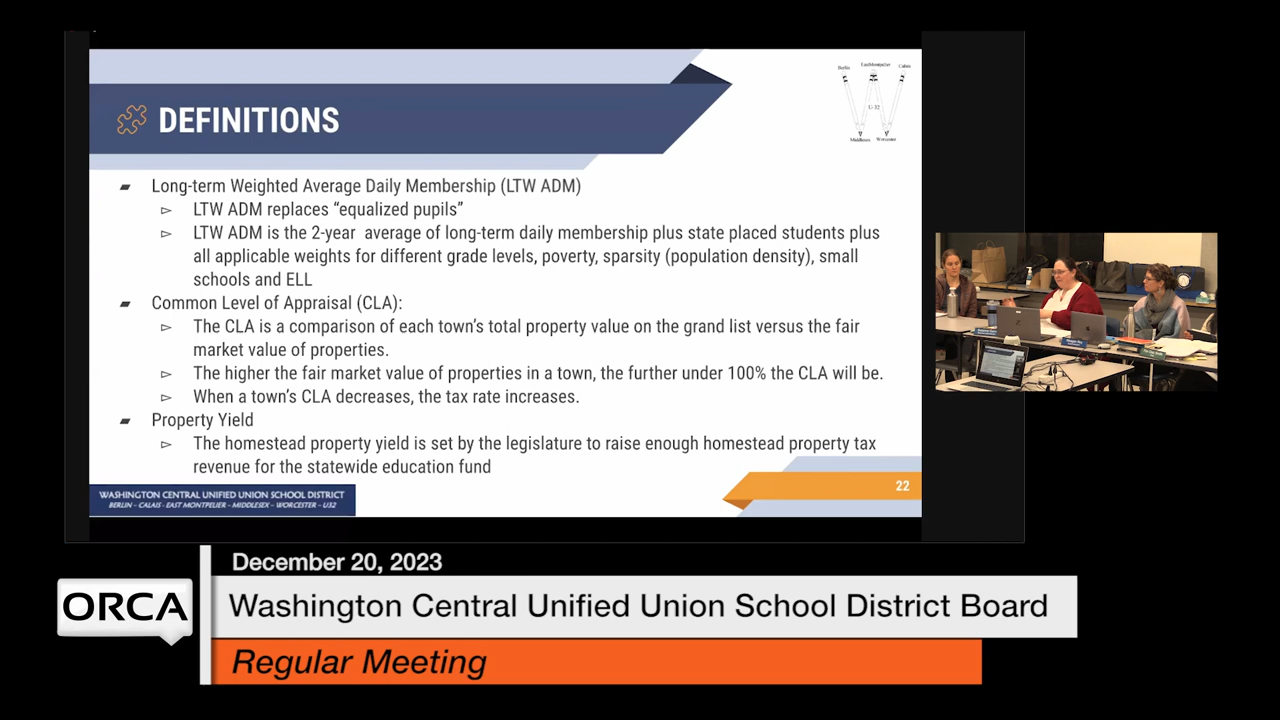 DEFINITIONS
Berlin East Montpelier Calais
U-32
Middlesex Worcester
Long-term Weighted Average Daily Membership (LTW ADM)
LTW ADM replaces “equalized pupils”
LTW ADM is the 2-year average of long-term daily membership plus state placed students plus
all applicable weights for different grade levels, poverty, sparsity (population density), small
schools and ELL
Common Level of Appraisal (CLA):
The CLA is a comparison of each town's total property value on the grand list versus the fair
market value of properties.
The higher the fair market value of properties in a town, the further under 100% the CLA will be.
When a town's CLA decreases, the tax rate increases.
Property Yield
The homestead property yield is set by the legislature to raise enough homestead property tax
revenue for the statewide education fund
22
WASHINGTON CENTRAL UNIFIED UNION SCHOOL DISTRICT
BERLIN – CALAIS - EAST MONTPELIER – MIDDLESEX – WORCESTER – U32
December 20, 2023
ORCA
Washington Central Unified Union School District Board
Regular Meeting